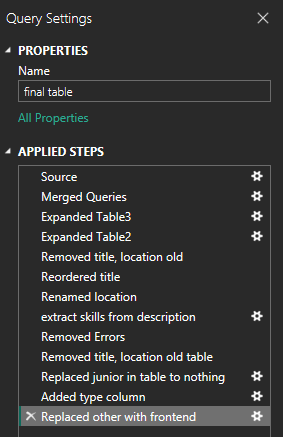 Query Settings
PROPERTIES
Name
final table
All Properties
APPLIED STEPS
Source
Merged Queries
Expanded Table3
Expanded Table2
Removed title, location old
Reordered title
Renamed location
extract skills from description
Removed Errors
Removed title, location old table
Replaced junior in table to nothing
Added type column
Replaced other with frontend